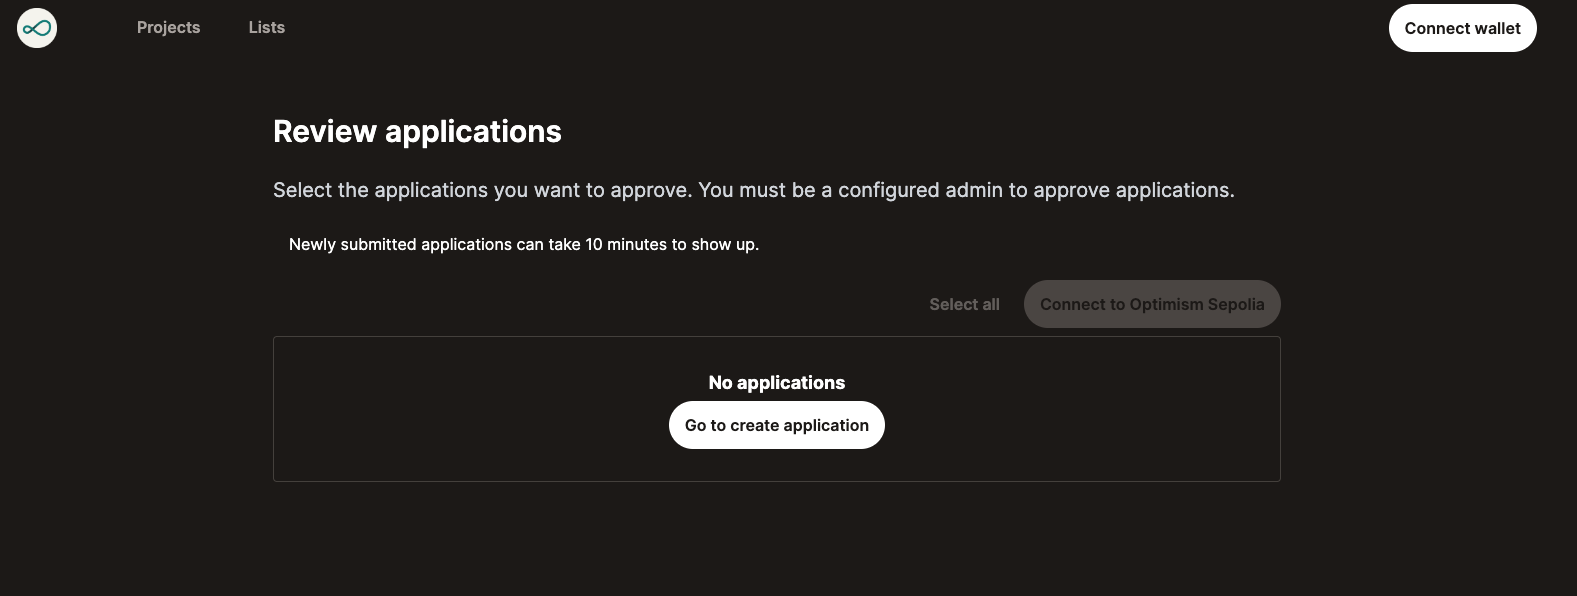 Projects
Lists
Connect wallet
Review applications
Select the applications you want to approve. You must be a configured admin to approve applications.
Newly submitted applications can take 10 minutes to show up.
Select all
Connect to Optimism Sepolia
No applications
Go to create application